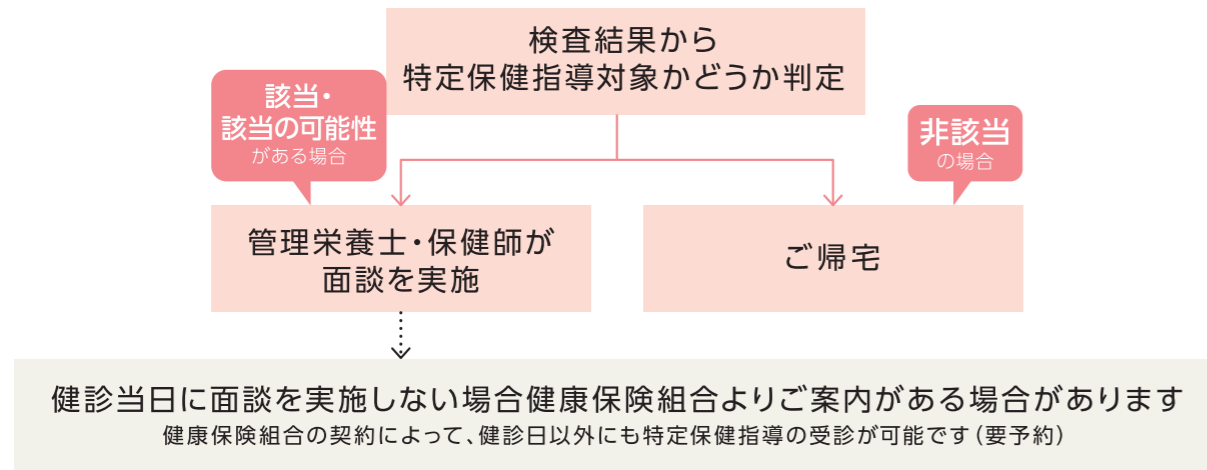 検査結果から
特定保健指導対象かどうか判定
該当・
該当の可能性
がある場合
非該当
の場合
管理栄養士・保健師が
面談を実施
ご帰宅
健診当日に面談を実施しない場合健康保険組合よりご案内がある場合があります
健康保険組合の契約によって、健診日以外にも特定保健指導の受診が可能です（要予約）